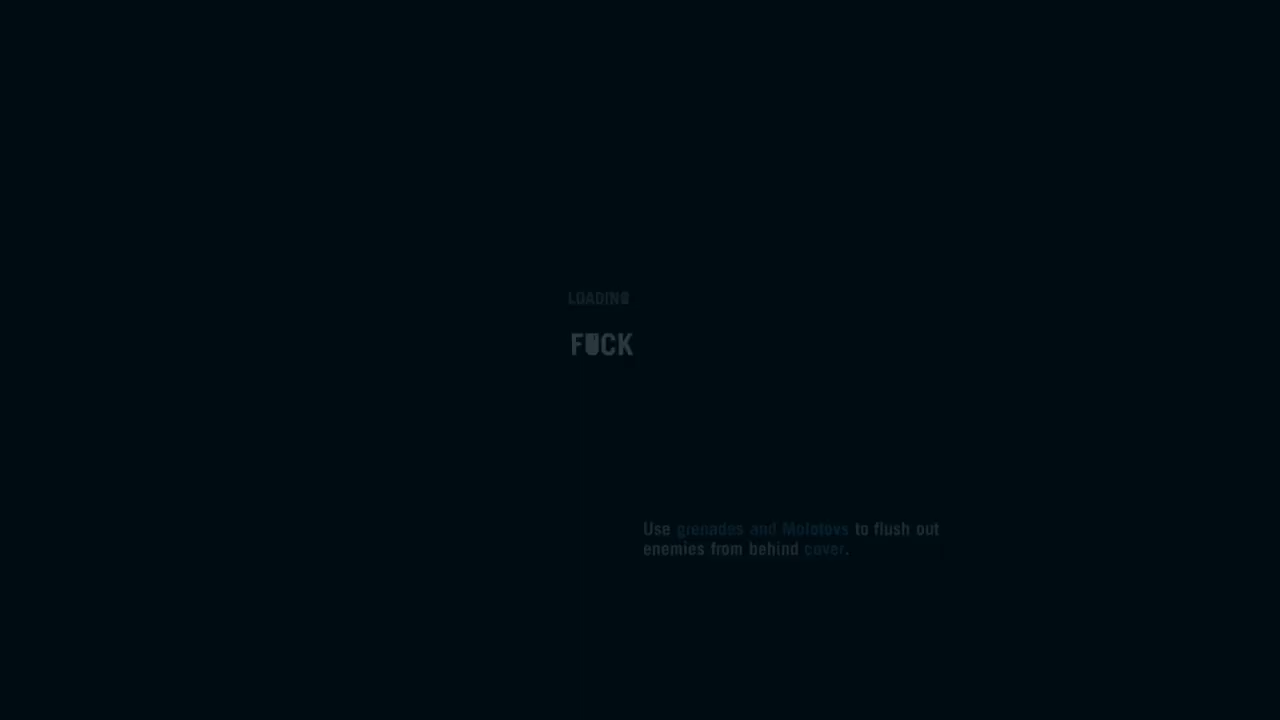 LOADING
FUCK
Use grenades and Molotovs to flush out
enemies from behind cover.